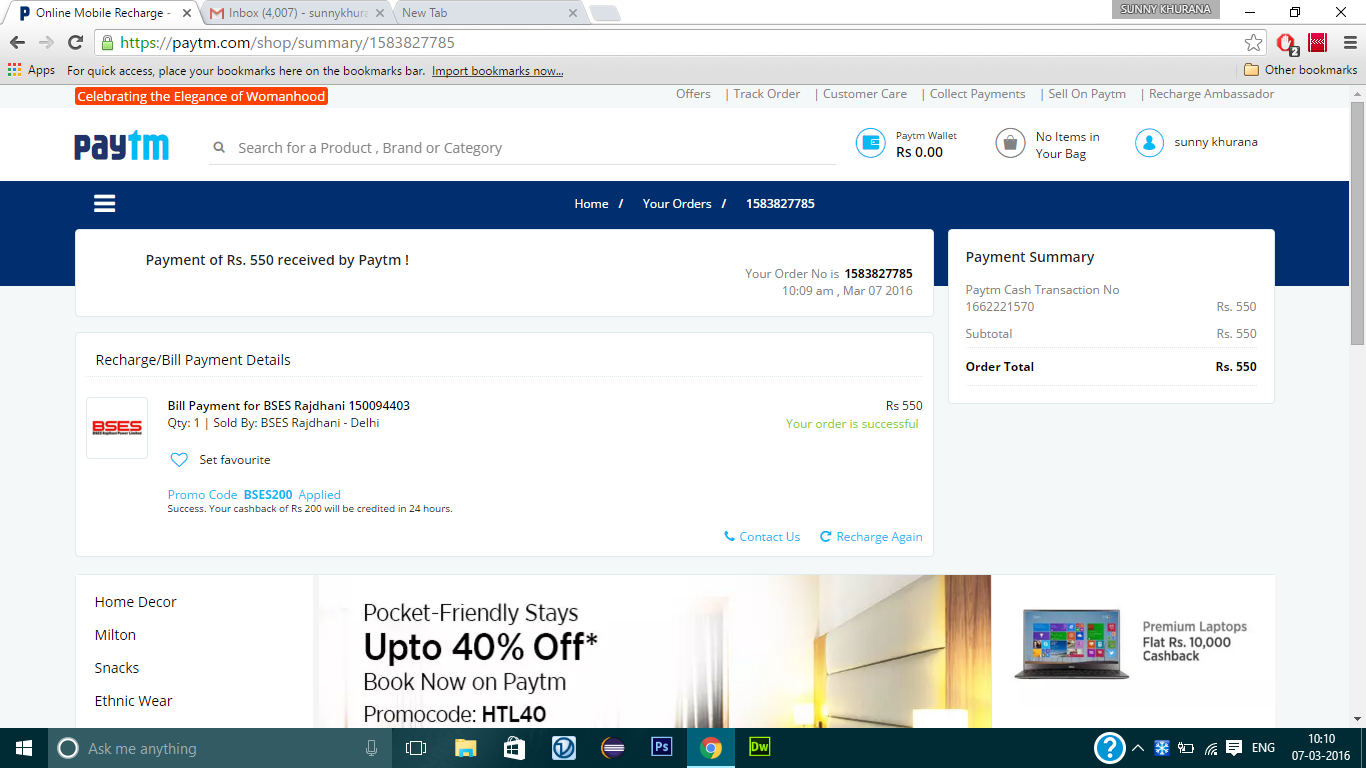 Online Mobile Recharge -
Inbox (4,007) - sunnykhura
New Tab
SUNNY KHURANA
https://paytm.com/shop/summary/1583827785
2
Apps
For quick access, place your bookmarks here on the bookmarks bar. Import bookmarks now...
Other bookmarks
Celebrating the Elegance of Womanhood
Offers | Track Order | Customer Care | Collect Payments | Sell On Paytm | Recharge Ambassador
paytm
Search for a Product , Brand or Category
Paytm Wallet
Rs 0.00
No Items in
Your Bag
sunny khurana
Home / Your Orders / 1583827785
Payment of Rs. 550 received by Paytm !
Your Order No is 1583827785
10:09 am , Mar 07 2016
Payment Summary
Paytm Cash Transaction No
1662221570 Rs. 550
Subtotal Rs. 550
Order Total Rs. 550
Recharge/Bill Payment Details
BSES
BSES Rajdhani Power Limited
Bill Payment for BSES Rajdhani 150094403 Rs 550
Qty: 1 | Sold By: BSES Rajdhani - Delhi
Your order is successful
Set favourite
Promo Code BSES200 Applied
Success. Your cashback of Rs 200 will be credited in 24 hours.
Contact Us
Recharge Again
Home Decor
Milton
Snacks
Ethnic Wear
Pocket-Friendly Stays
Upto 40% Off*
Book Now on Paytm
Promocode: HTL40
Premium Laptops
Flat Rs. 10,000
Cashback
Ask me anything
Ps
Dw
?
ENG
10:10
07-03-2016